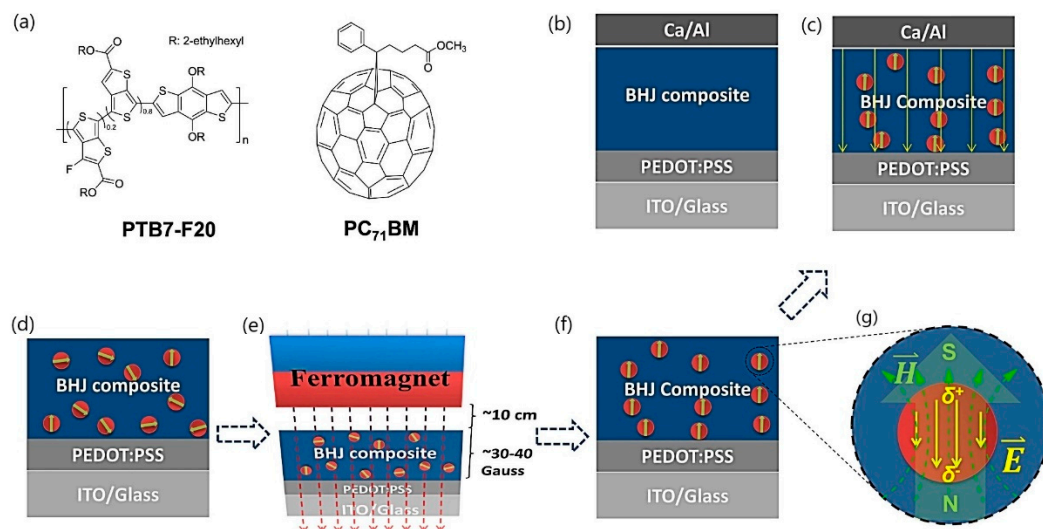 (a)
R: 2-ethylhexyl
RO
O
S
S
OR
S
0.8
0.2
S
S
S
OR
n
F
S
RO
O
PTB7-F20
O
OCH₃
PC₇₁BM
(b)
Ca/Al
BHJ composite
PEDOT:PSS
ITO/Glass
(c)
Ca/Al
BHJ Composite
PEDOT:PSS
ITO/Glass
(d)
BHJ composite
PEDOT:PSS
ITO/Glass
(e)
Ferromagnet
~10 cm
BHJ composite
~30-40
Gauss
PEDOT:PSS
ITO/Glass
(f)
BHJ Composite
PEDOT:PSS
ITO/Glass
(g)
S
H
δ+
E
δ-
N